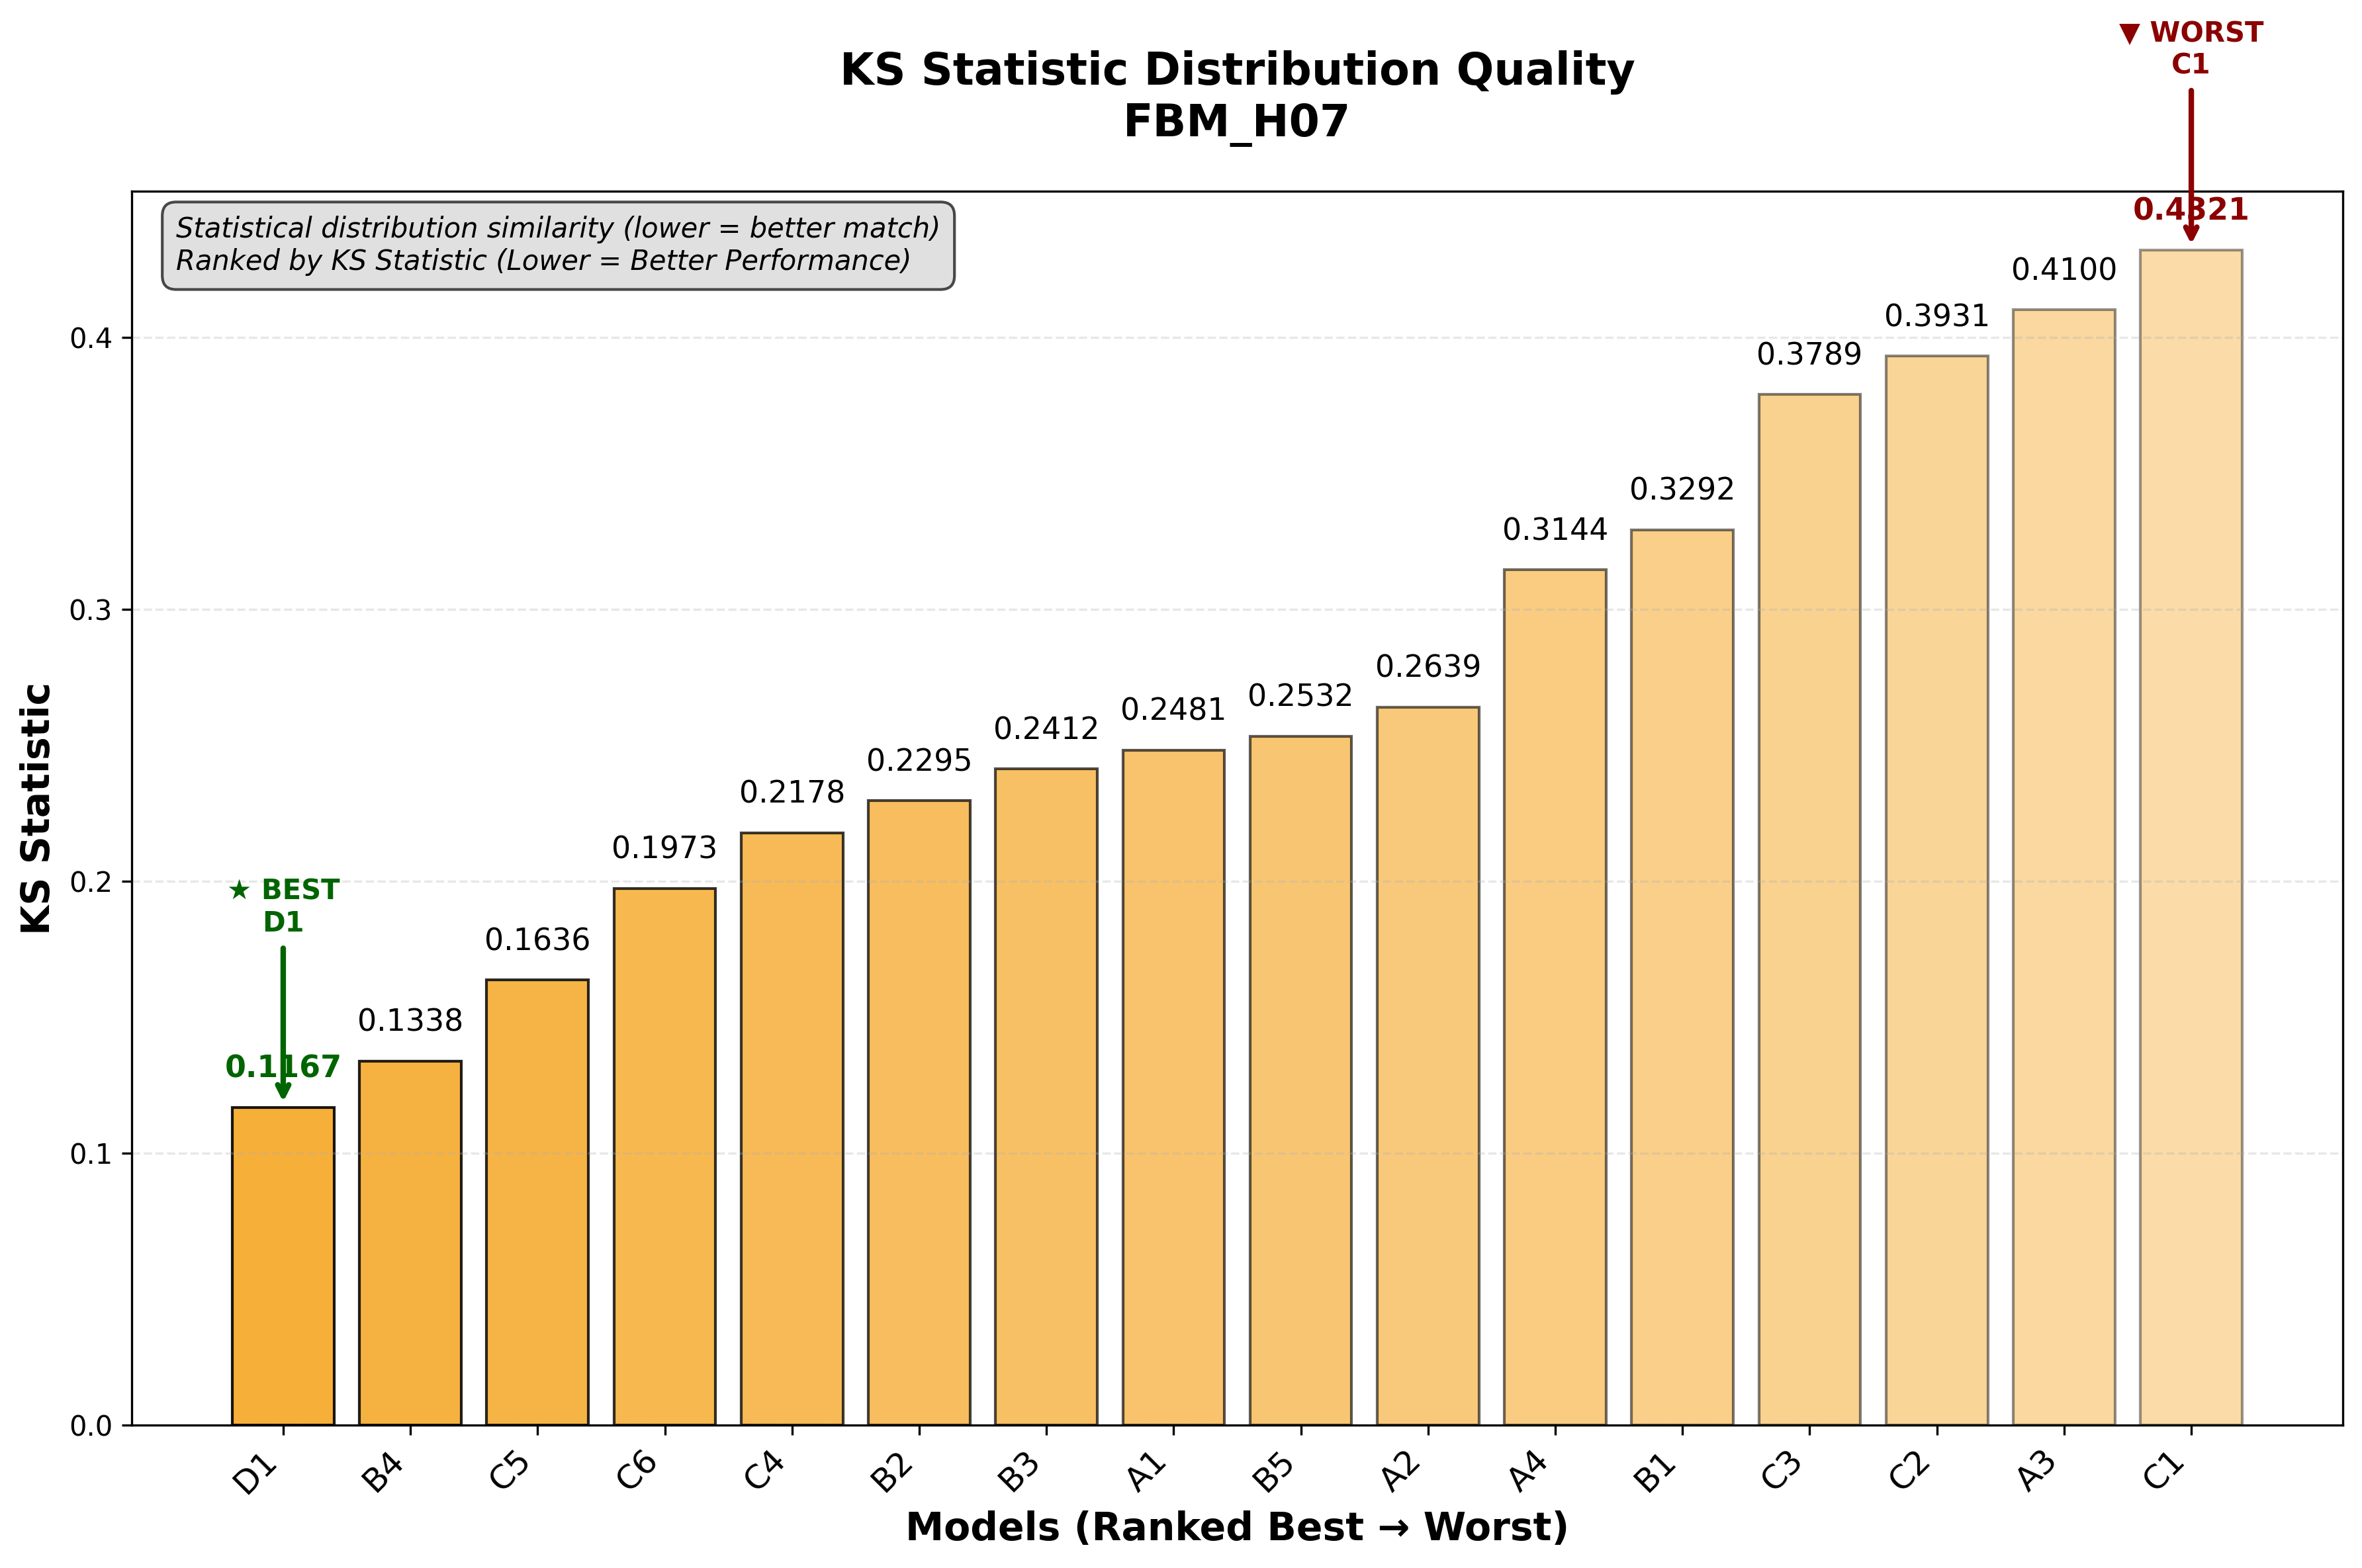 ▼ WORST
C1
KS Statistic Distribution Quality
FBM_H07
Statistical distribution similarity (lower = better match)
Ranked by KS Statistic (Lower = Better Performance)
KS Statistic
0.4
0.3
0.2
0.1
0.0
★ BEST
D1
0.1167
0.1338
0.1636
0.1973
0.2178
0.2295
0.2412
0.2481
0.2532
0.2639
0.3144
0.3292
0.3789
0.3931
0.4100
0.4321
D1
B4
C5
C6
C4
B2
B3
A1
B5
A2
A4
B1
C3
C2
A3
C1
Models (Ranked Best → Worst)